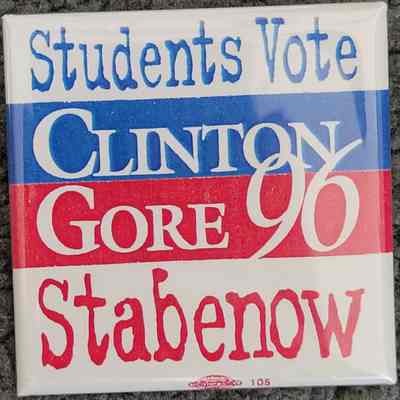 Students Vote
CLINTON
GORE 96
Stabenow
105